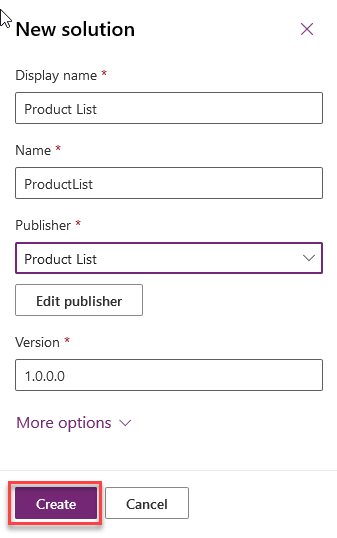 New solution
Display name *
Product List
Name *
ProductList
Publisher *
Product List
Edit publisher
Version *
1.0.0.0
More options
Create Cancel